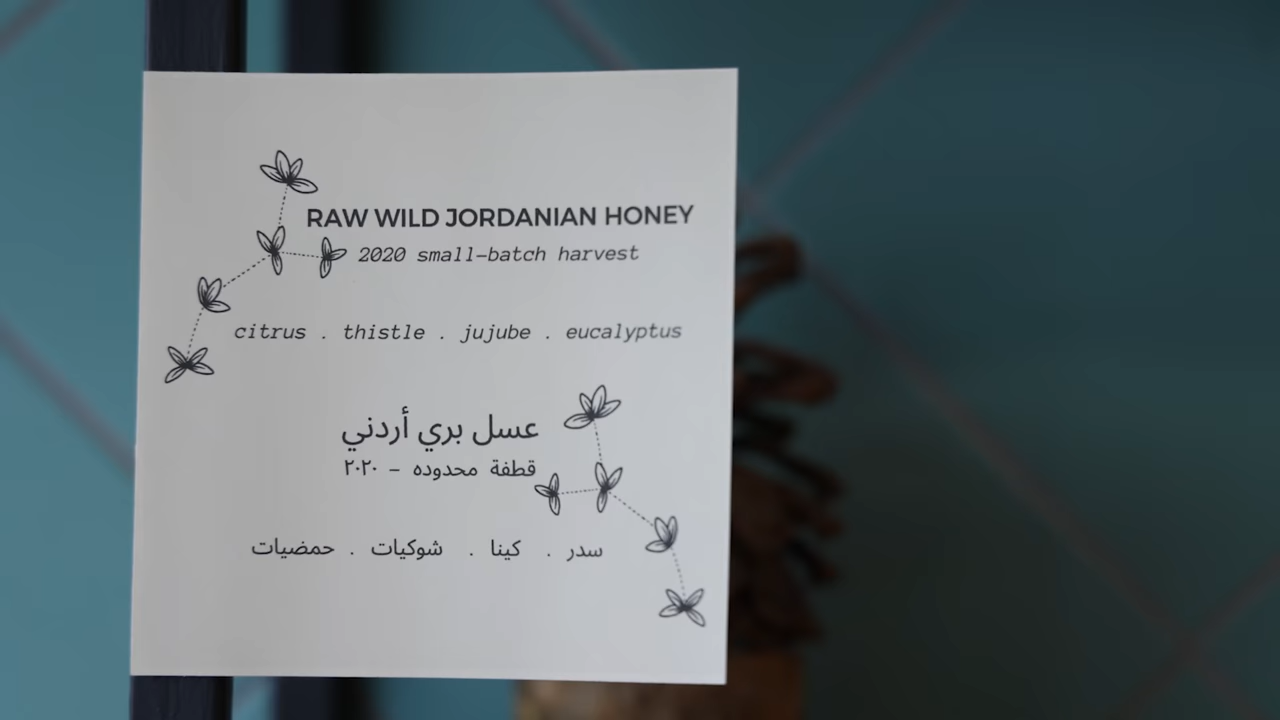 RAW WILD JORDANIAN HONEY
2020 small-batch harvest
citrus . thistle . jujube . eucalyptus
عسل بري أردني
قطفة محدوده - ٢٠٢٠
سدر . كينا . شوكيات . حمضيات